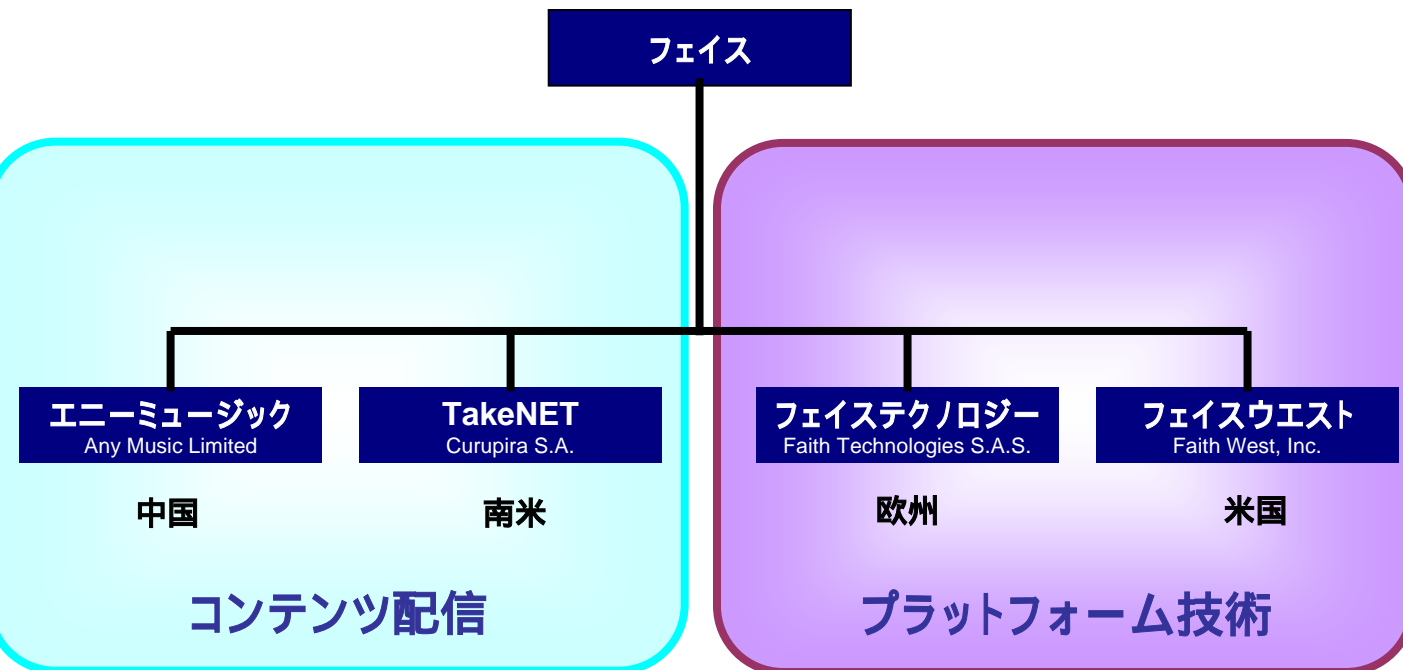 フェイス
エニーミュージック
Any Music Limited
TakeNET
Curupira S.A.
フェイステクノロジー
Faith Technologies S.A.S.
フェイスウエスト
Faith West, Inc.
中国
南米
欧州
米国
コンテンツ配信
プラットフォーム技術